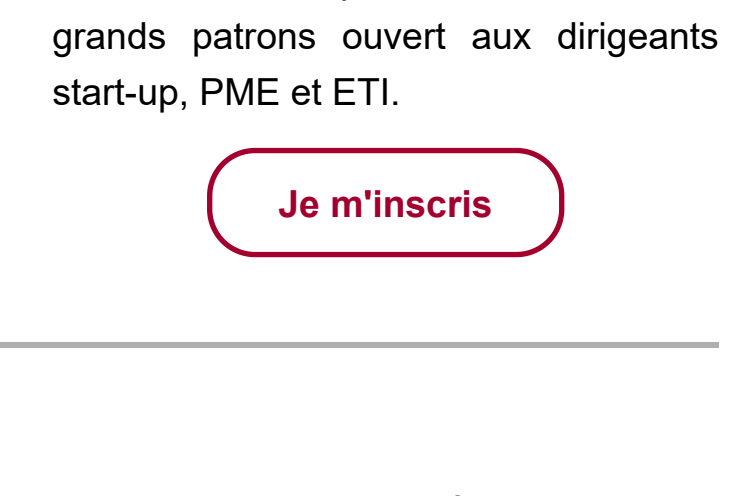 grands patrons ouvert aux dirigeants
start-up, PME et ETI.
Je m'inscris